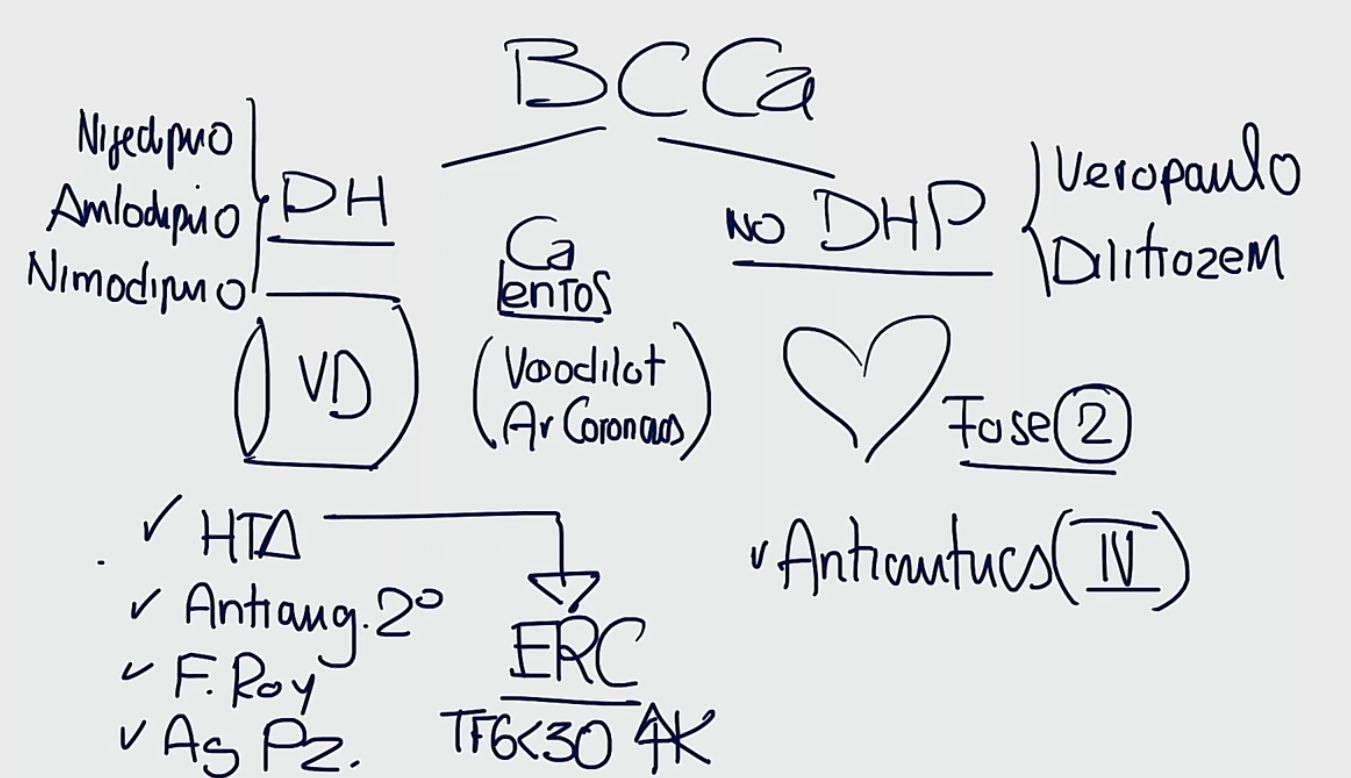 BCCa
Nifedipino
Amlodipino
Nimodipino
DH
VD
Ca
lentos
(Vasodilat
Ar Coronarias)
NO DHP
Verapamilo
Diltiazem
Fase 2
✓ HTA
✓ Antiang. 2°
✓ F. Ray
✓ As Pz.
ERC
TFG<30 ↑K
✓ Antiarritmcs (IV)